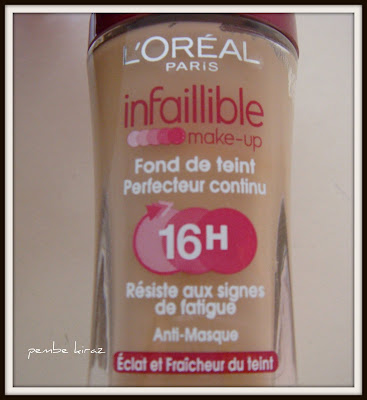 L'ORÉAL
PARIS
infaillible
make-up
Fond de teint
Perfecteur continu
16H
Résiste aux signes
de fatigue
Anti-Masque
Éclat et Fraîcheur du teint
pembe kiraz